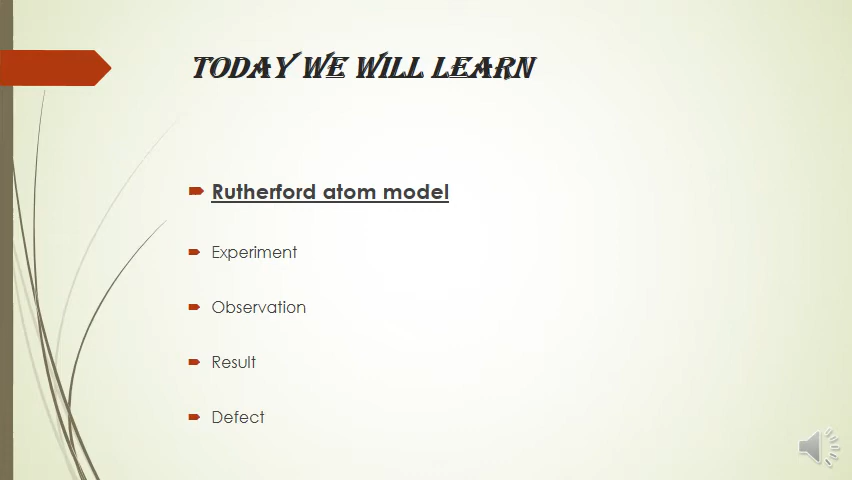 TODAY WE WILL LEARN
Rutherford atom model
Experiment
Observation
Result
Defect